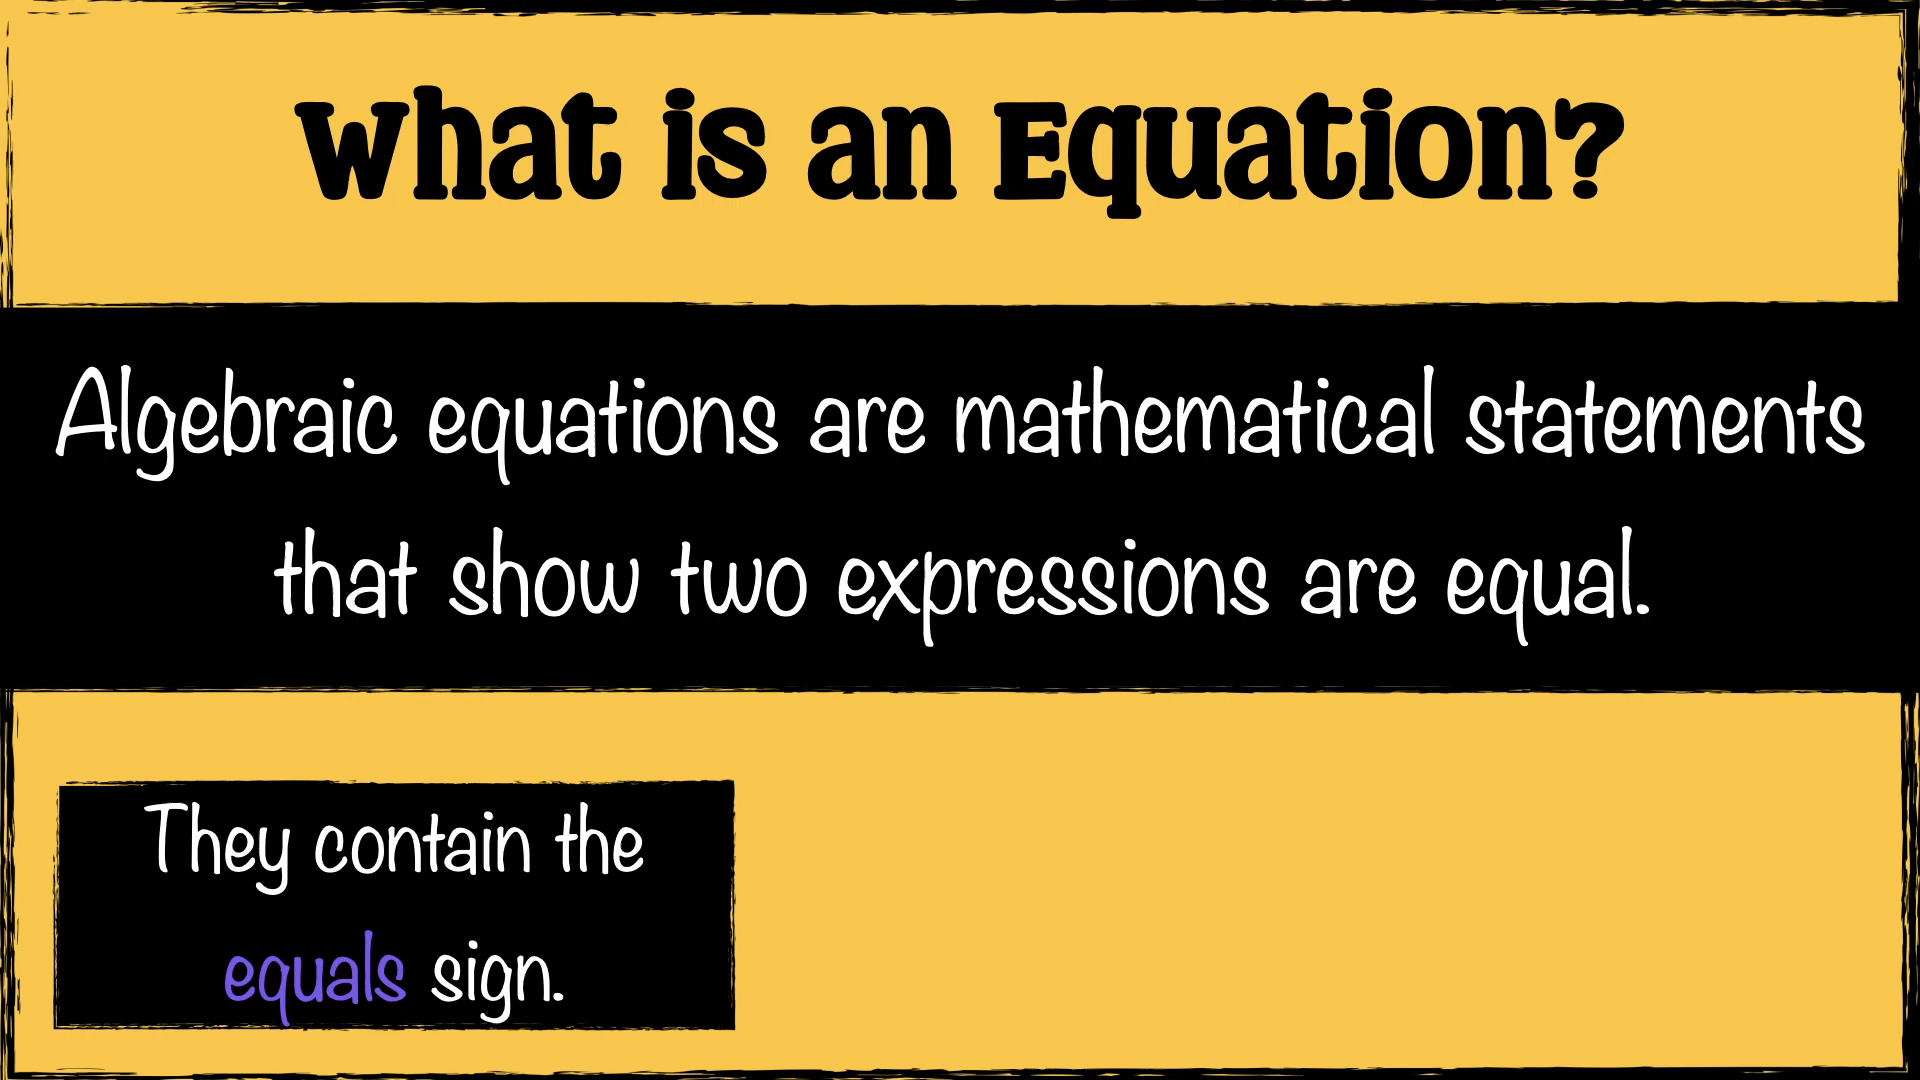 What is an Equation?
Algebraic equations are mathematical statements
that show two expressions are equal.
They contain the
equals sign.